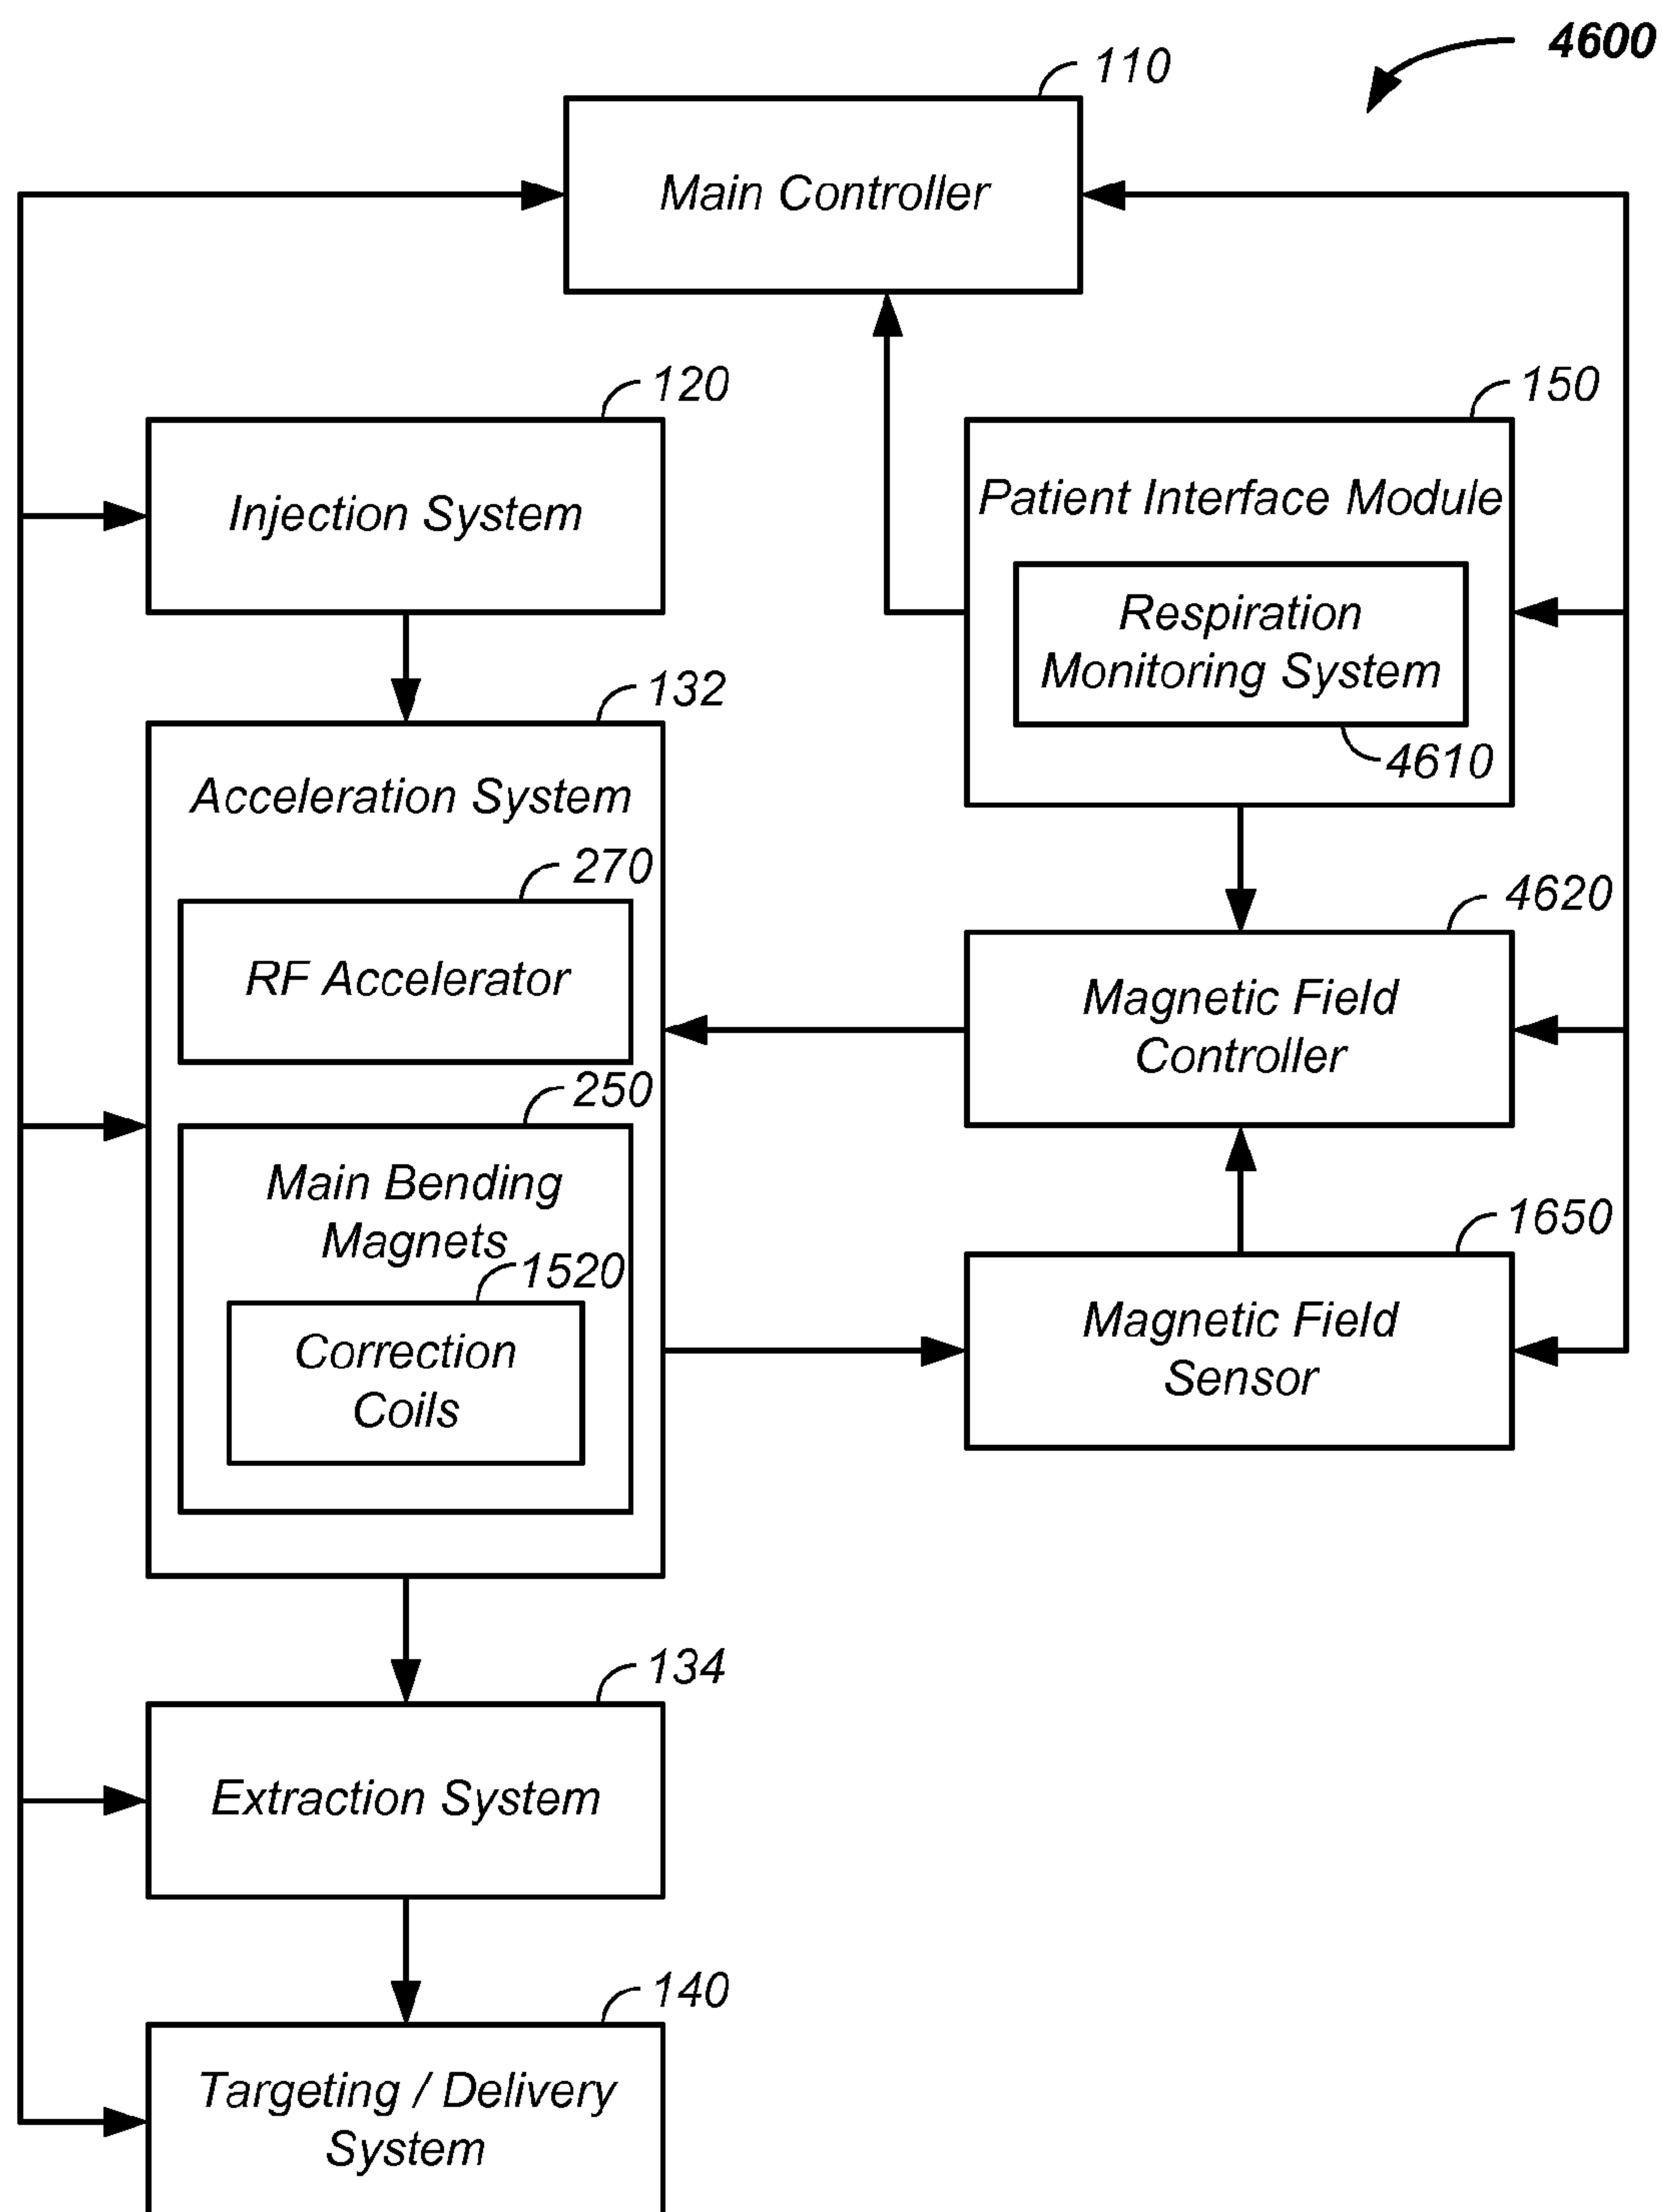 4600
110
Main Controller
120
Injection System
150
Patient Interface Module
Respiration
Monitoring System
4610
132
Acceleration System
270
RF Accelerator
250
Main Bending
Magnets
1520
Correction
Coils
4620
Magnetic Field
Controller
1650
Magnetic Field
Sensor
134
Extraction System
140
Targeting / Delivery
System